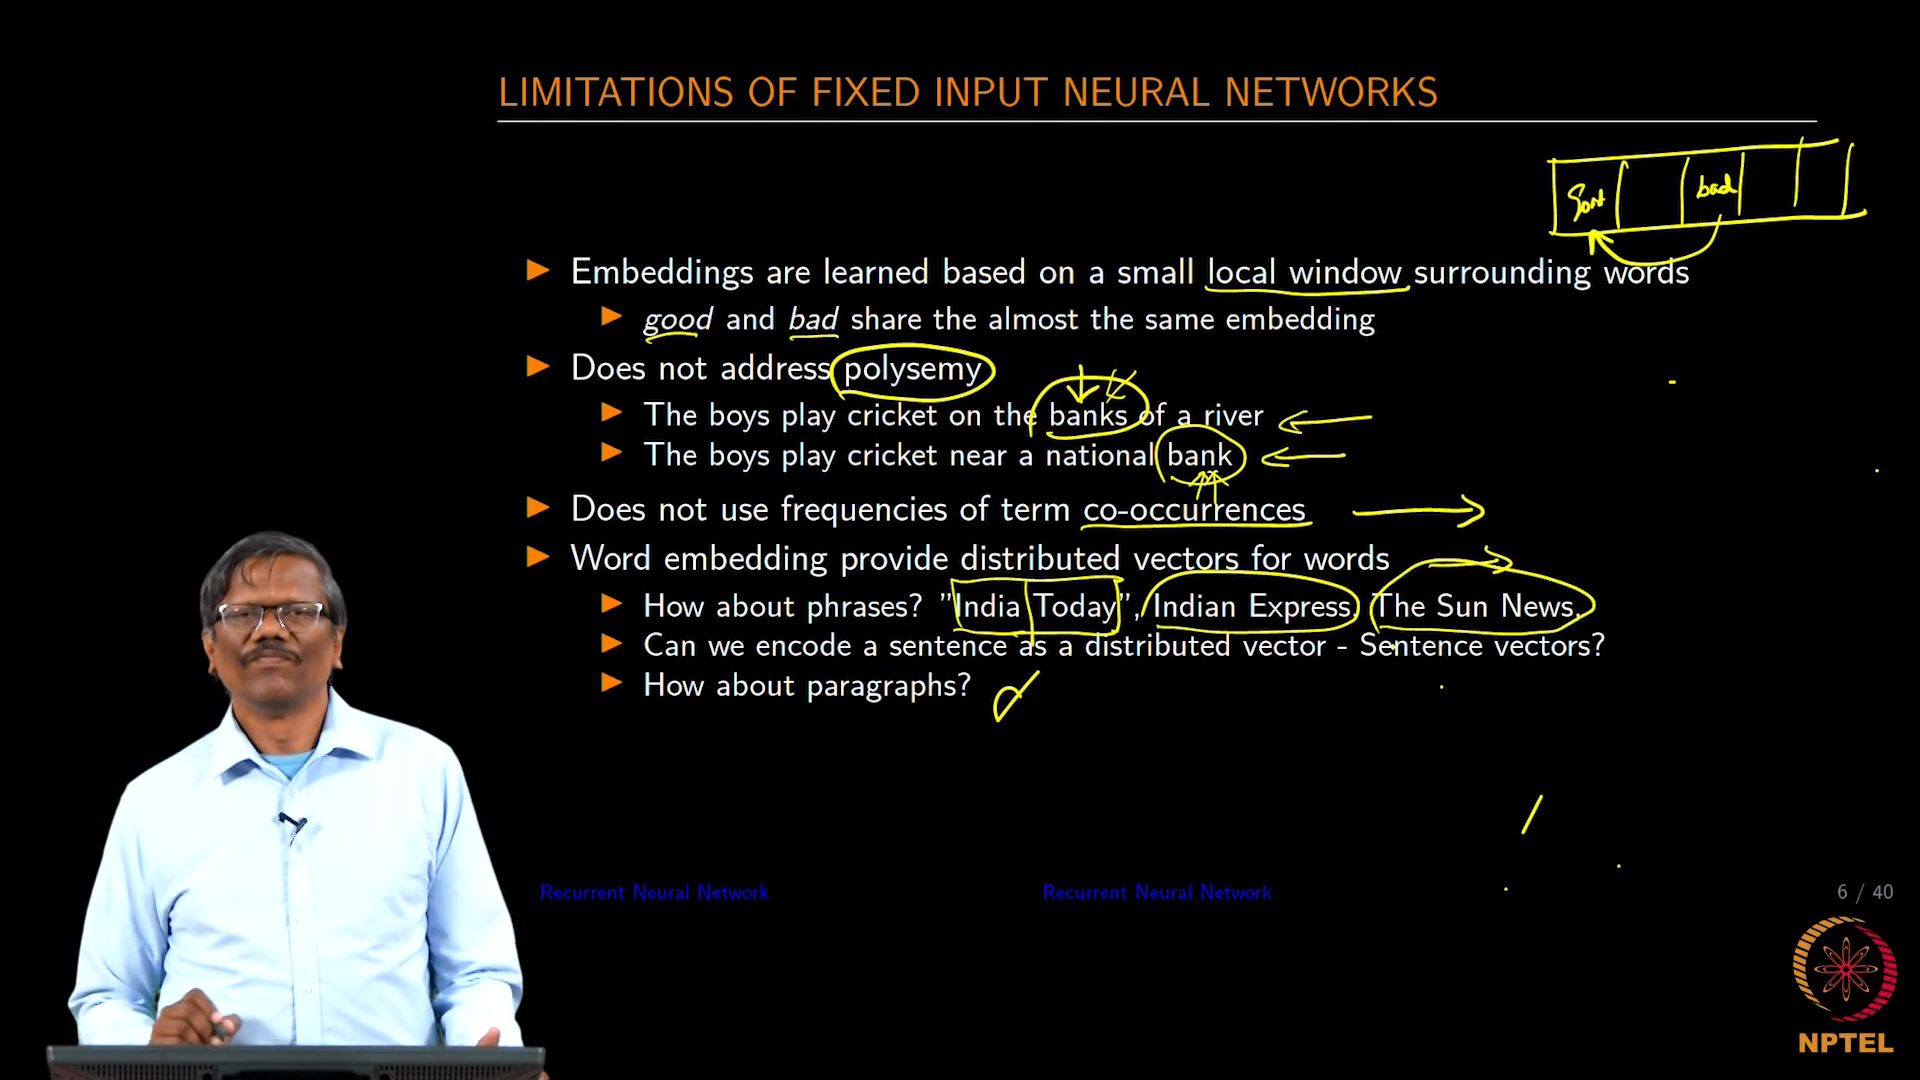 LIMITATIONS OF FIXED INPUT NEURAL NETWORKS
bad
Embeddings are learned based on a small local window surrounding words
good and bad share the almost the same embedding
Does not address polysemy
The boys play cricket on the banks of a river
The boys play cricket near a national bank
Does not use frequencies of term co-occurrences
Word embedding provide distributed vectors for words
How about phrases? "India Today", Indian Express, The Sun News,
Can we encode a sentence as a distributed vector - Sentence vectors?
How about paragraphs?
Recurrent Neural Network Recurrent Neural Network 6 / 40
NPTEL